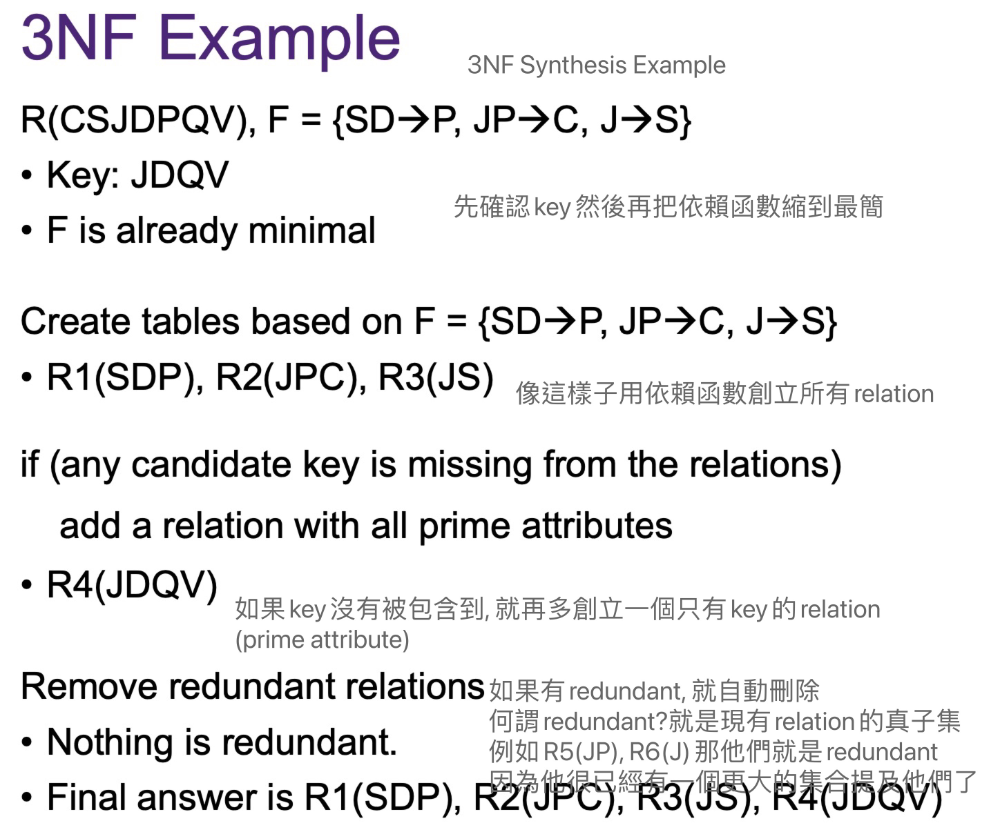 3NF Example
3NF Synthesis Example
R(CSJDPQV), F = {SD→P, JP→C, J→S}
• Key: JDQV
先確認key然後再把依賴函數縮到最簡
• F is already minimal
Create tables based on F = {SD→P, JP→C, J→S}
• R1(SDP), R2(JPC), R3(JS)
像這樣子用依賴函數創立所有relation
if (any candidate key is missing from the relations)
add a relation with all prime attributes
• R4(JDQV)
如果key沒有被包含到, 就再多創立一個只有key的relation
(prime attribute)
Remove redundant relations
如果有redundant, 就自動刪除
何謂redundant?就是現有relation的真子集
• Nothing is redundant.
例如R5(JP), R6(J) 那他們就是redundant
因為他很已經有一個更大的集合提及他們了
• Final answer is R1(SDP), R2(JPC), R3(JS), R4(JDQV)